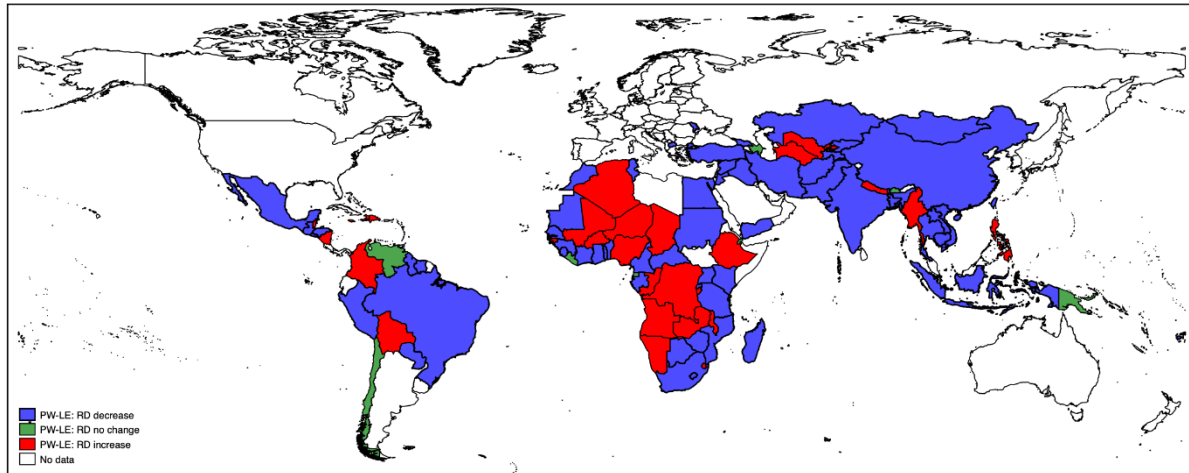 PW-LE: RD decrease
PW-LE: RD no change
PW-LE: RD increase
No data